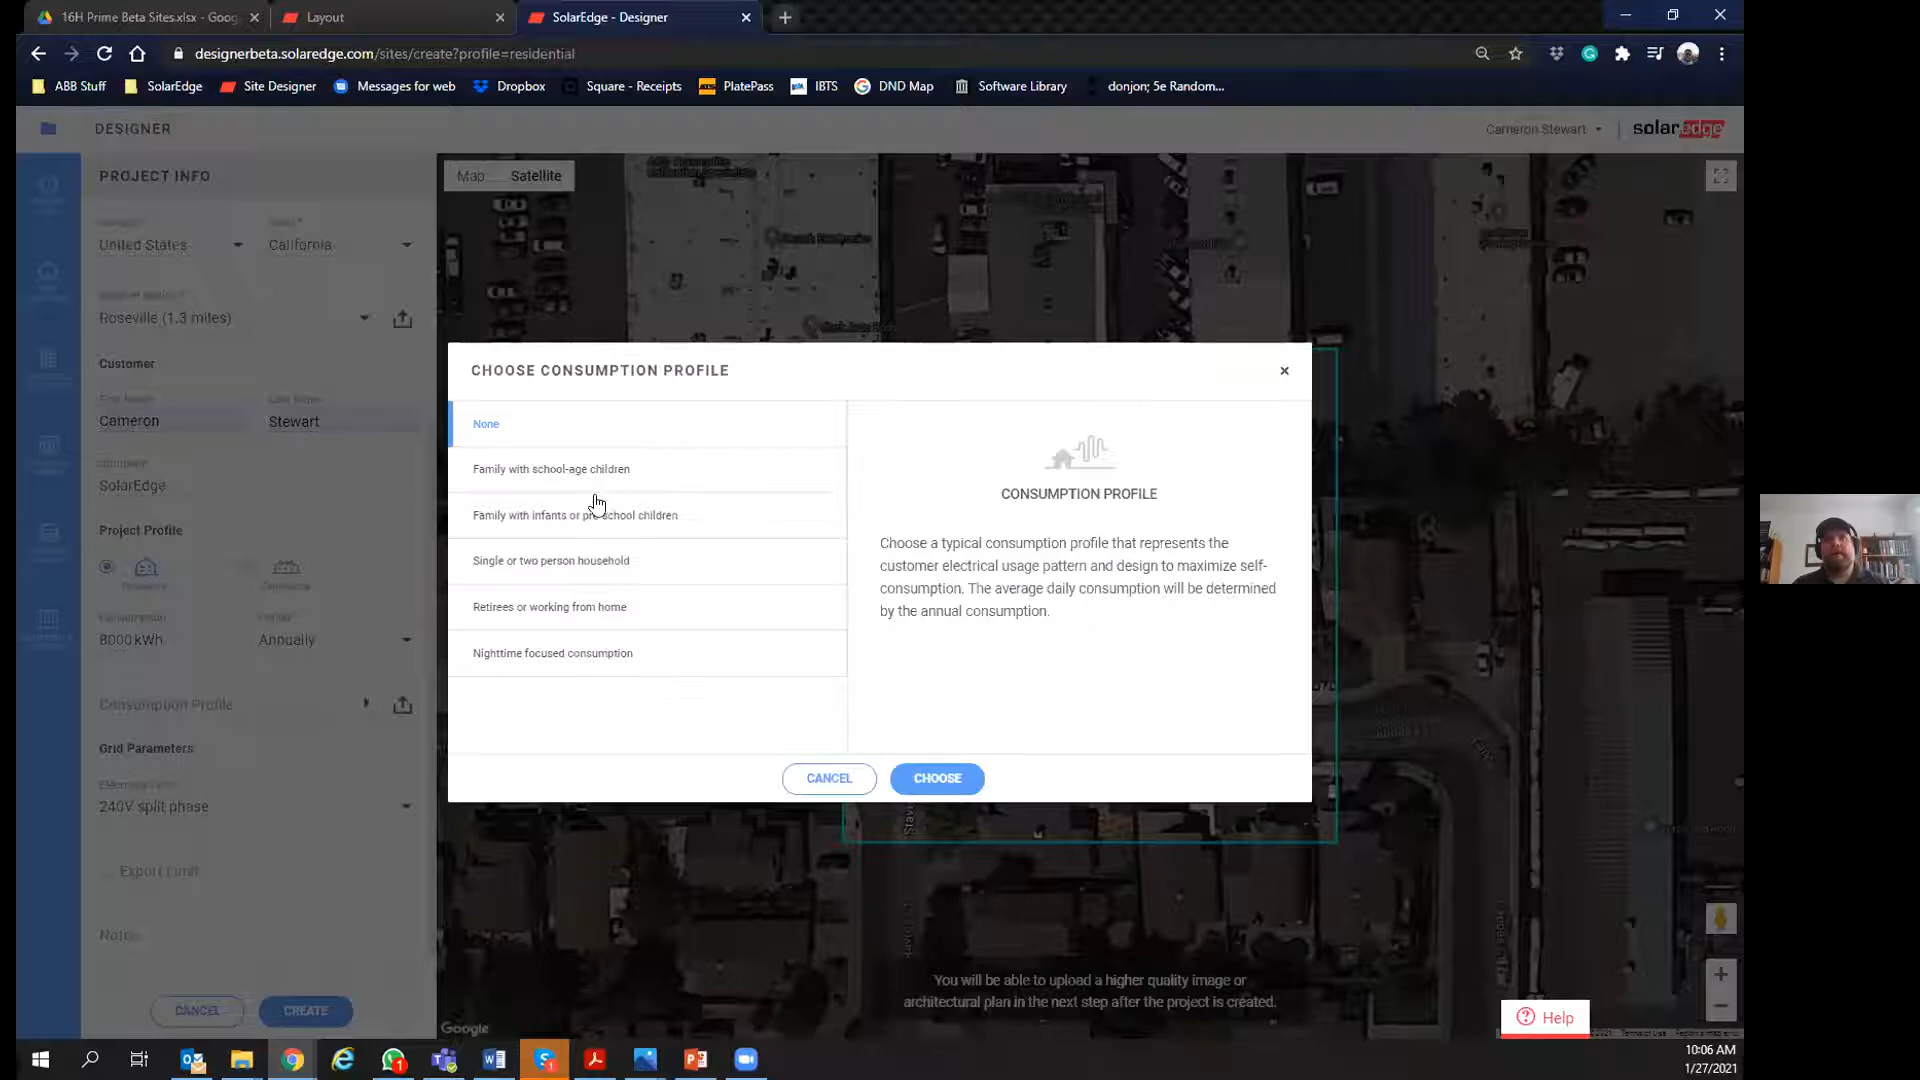 16H Prime Beta Sites.xlsx - Goog
Layout
SolarEdge - Designer
designerbeta.solaredge.com/sites/create?profile=residential
ABB Stuff
SolarEdge
Site Designer
Messages for web
Dropbox
Square - Receipts
PlatePass
IBTS
DND Map
Software Library
donjon; 5e Random...
DESIGNER
Cameron Stewart
solaredge
PROJECT INFO
Map
Satellite
United States
California
Roseville (1.3 miles)
Customer
Cameron
Stewart
SolarEdge
Project Profile
Consumption
8000 kWh
Annually
Consumption Profile
Grid Parameters
240V split phase
Export Limit
Notes
CANCEL
CREATE
CHOOSE CONSUMPTION PROFILE
None
Family with school-age children
Family with infants or pre-school children
Single or two person household
Retirees or working from home
Nighttime focused consumption
CONSUMPTION PROFILE
Choose a typical consumption profile that represents the
customer electrical usage pattern and design to maximize self-
consumption. The average daily consumption will be determined
by the annual consumption.
CANCEL
CHOOSE
You will be able to upload a higher quality image or
architectural plan in the next step after the project is created.
Google
Help
10:06 AM
1/27/2021